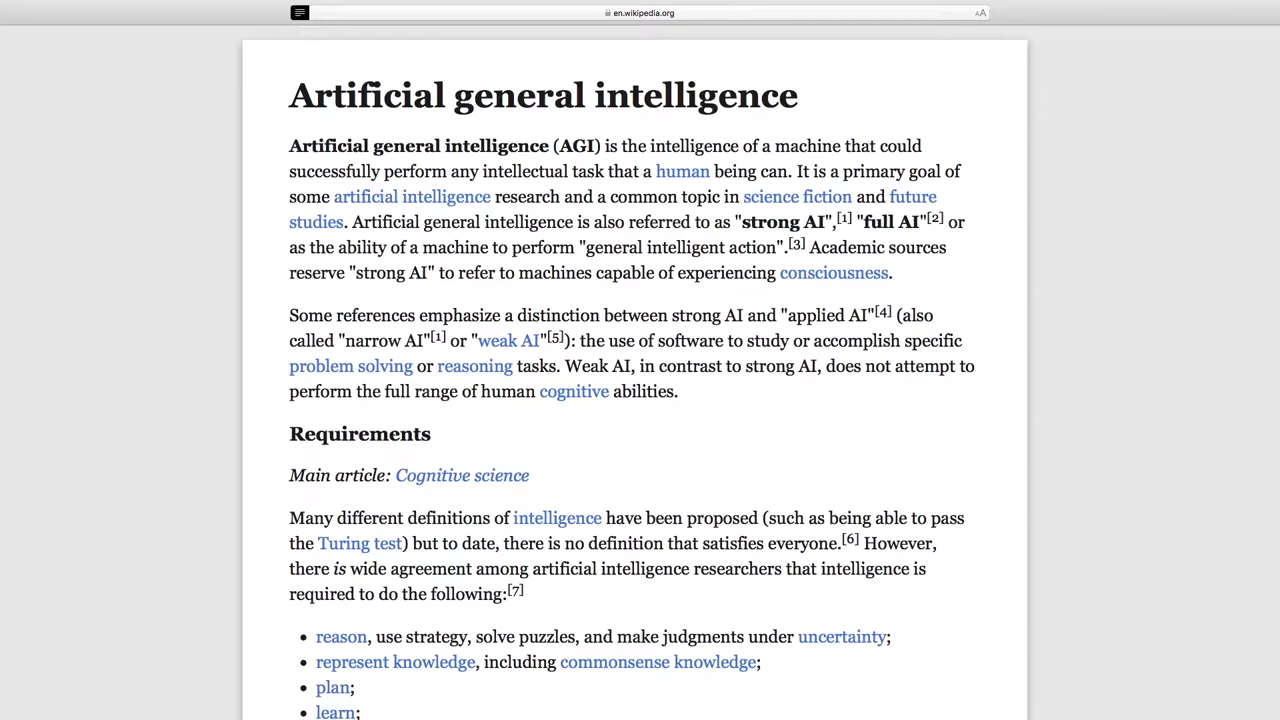 en.wikipedia.org
AA
Artificial general intelligence
Artificial general intelligence (AGI) is the intelligence of a machine that could
successfully perform any intellectual task that a human being can. It is a primary goal of
some artificial intelligence research and a common topic in science fiction and future
studies. Artificial general intelligence is also referred to as "strong AI",[1] "full AI"[2] or
as the ability of a machine to perform "general intelligent action".[3] Academic sources
reserve "strong AI" to refer to machines capable of experiencing consciousness.
Some references emphasize a distinction between strong AI and "applied AI"[4] (also
called "narrow AI"[1] or "weak AI"[5]): the use of software to study or accomplish specific
problem solving or reasoning tasks. Weak AI, in contrast to strong AI, does not attempt to
perform the full range of human cognitive abilities.
Requirements
Main article: Cognitive science
Many different definitions of intelligence have been proposed (such as being able to pass
the Turing test) but to date, there is no definition that satisfies everyone.[6] However,
there is wide agreement among artificial intelligence researchers that intelligence is
required to do the following:[7]
• reason, use strategy, solve puzzles, and make judgments under uncertainty;
• represent knowledge, including commonsense knowledge;
• plan;
• learn;